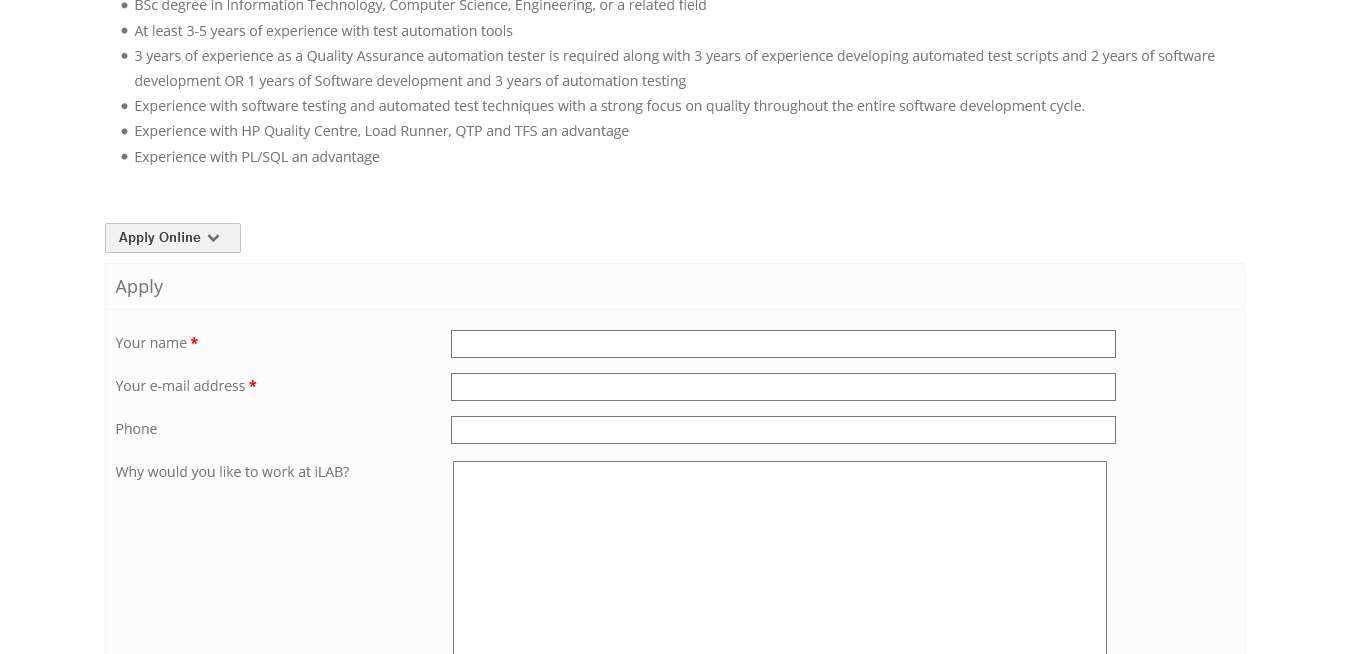 BSc degree in Information Technology, Computer Science, Engineering, or a related field
At least 3-5 years of experience with test automation tools
3 years of experience as a Quality Assurance automation tester is required along with 3 years of experience developing automated test scripts and 2 years of software
development OR 1 years of Software development and 3 years of automation testing
Experience with software testing and automated test techniques with a strong focus on quality throughout the entire software development cycle.
Experience with HP Quality Centre, Load Runner, QTP and TFS an advantage
Experience with PL/SQL an advantage
Apply Online
Apply
Your name *
Your e-mail address *
Phone
Why would you like to work at iLAB?